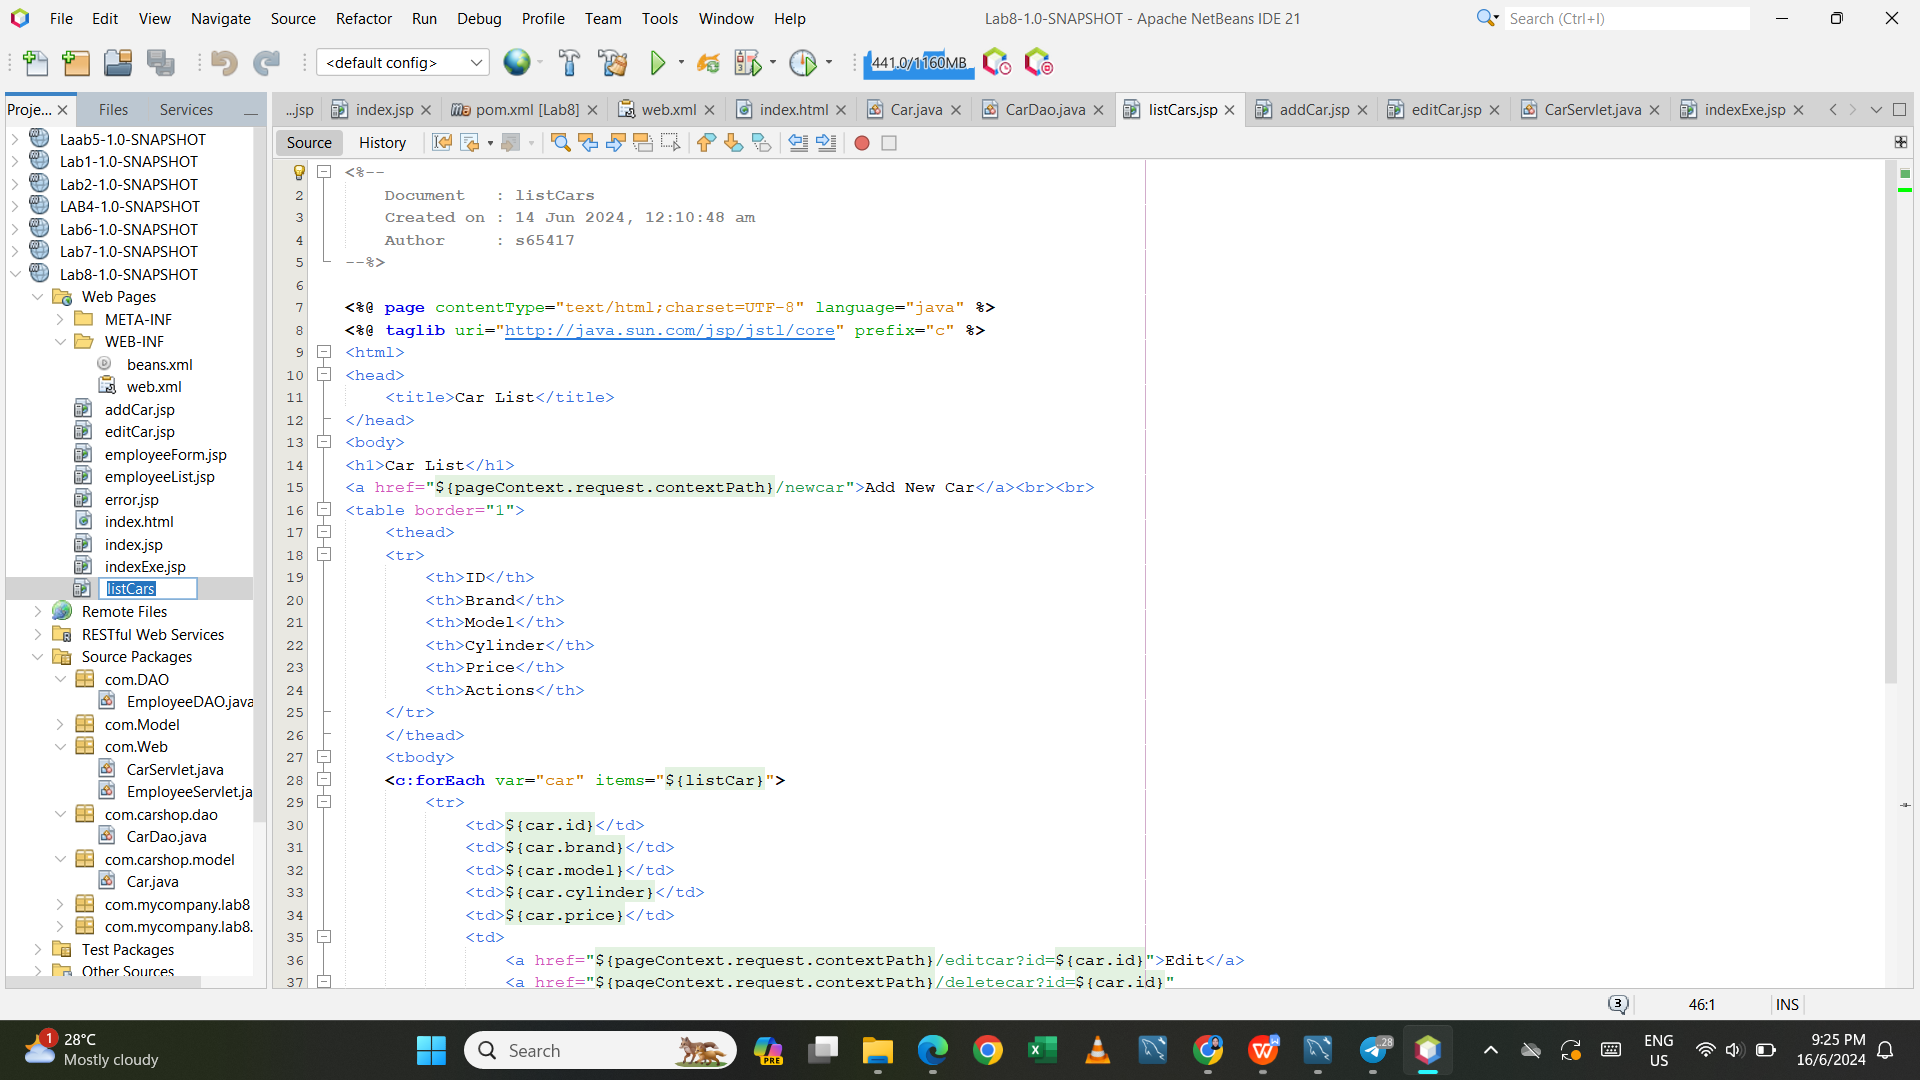 File Edit View Navigate Source Refactor Run Debug Profile Team Tools Window Help
Lab8-1.0-SNAPSHOT - Apache NetBeans IDE 21
Search (Ctrl+I)
<default config>
441.0/1160MB
Proje... Files Services
...jsp index.jsp pom.xml [Lab8] web.xml index.html Car.java CarDao.java listCars.jsp addCar.jsp editCar.jsp CarServlet.java indexExe.jsp
Source History
Laab5-1.0-SNAPSHOT
Lab1-1.0-SNAPSHOT
Lab2-1.0-SNAPSHOT
LAB4-1.0-SNAPSHOT
Lab6-1.0-SNAPSHOT
Lab7-1.0-SNAPSHOT
Lab8-1.0-SNAPSHOT
Web Pages
META-INF
WEB-INF
beans.xml
web.xml
addCar.jsp
editCar.jsp
employeeForm.jsp
employeeList.jsp
error.jsp
index.html
index.jsp
indexExe.jsp
listCars
Remote Files
RESTful Web Services
Source Packages
com.DAO
EmployeeDAO.java
com.Model
com.Web
CarServlet.java
EmployeeServlet.ja
com.carshop.dao
CarDao.java
com.carshop.model
Car.java
com.mycompany.lab8
com.mycompany.lab8.
Test Packages
Other Sources
<%--
2 Document : listCars
3 Created on : 14 Jun 2024, 12:10:48 am
4 Author : s65417
5 --%>
6
7 <%@ page contentType="text/html;charset=UTF-8" language="java" %>
8 <%@ taglib uri="http://java.sun.com/jsp/jstl/core" prefix="c" %>
9 <html>
10 <head>
11 <title>Car List</title>
12 </head>
13 <body>
14 <h1>Car List</h1>
15 <a href="${pageContext.request.contextPath}/newcar">Add New Car</a><br><br>
16 <table border="1">
17 <thead>
18 <tr>
19 <th>ID</th>
20 <th>Brand</th>
21 <th>Model</th>
22 <th>Cylinder</th>
23 <th>Price</th>
24 <th>Actions</th>
25 </tr>
26 </thead>
27 <tbody>
28 <c:forEach var="car" items="${listCar}">
29 <tr>
30 <td>${car.id}</td>
31 <td>${car.brand}</td>
32 <td>${car.model}</td>
33 <td>${car.cylinder}</td>
34 <td>${car.price}</td>
35 <td>
36 <a href="${pageContext.request.contextPath}/editcar?id=${car.id}">Edit</a>
37 <a href="${pageContext.request.contextPath}/deletecar?id=${car.id}"
3 46:1 INS
1 28°C
Mostly cloudy
Search
PRE
28
ENG
US
9:25 PM
16/6/2024